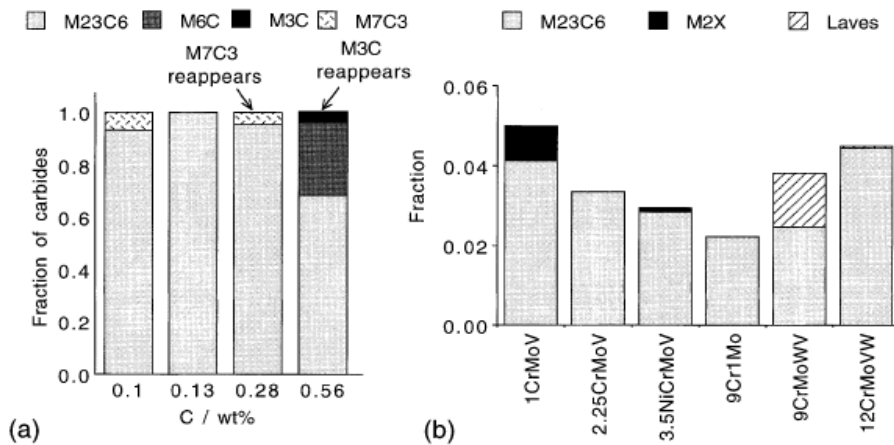 M23C6 M6C M3C M7C3
M7C3
reappears
M3C
reappears
1.0
0.8
0.6
0.4
0.2
0.0
Fraction of carbides
0.1 0.13 0.28 0.56
C / wt%
(a)
M23C6 M2X Laves
0.06
0.04
0.02
0.00
Fraction
1CrMoV
2.25CrMoV
3.5NiCrMoV
9Cr1Mo
9CrMoWV
12CrMoVW
(b)